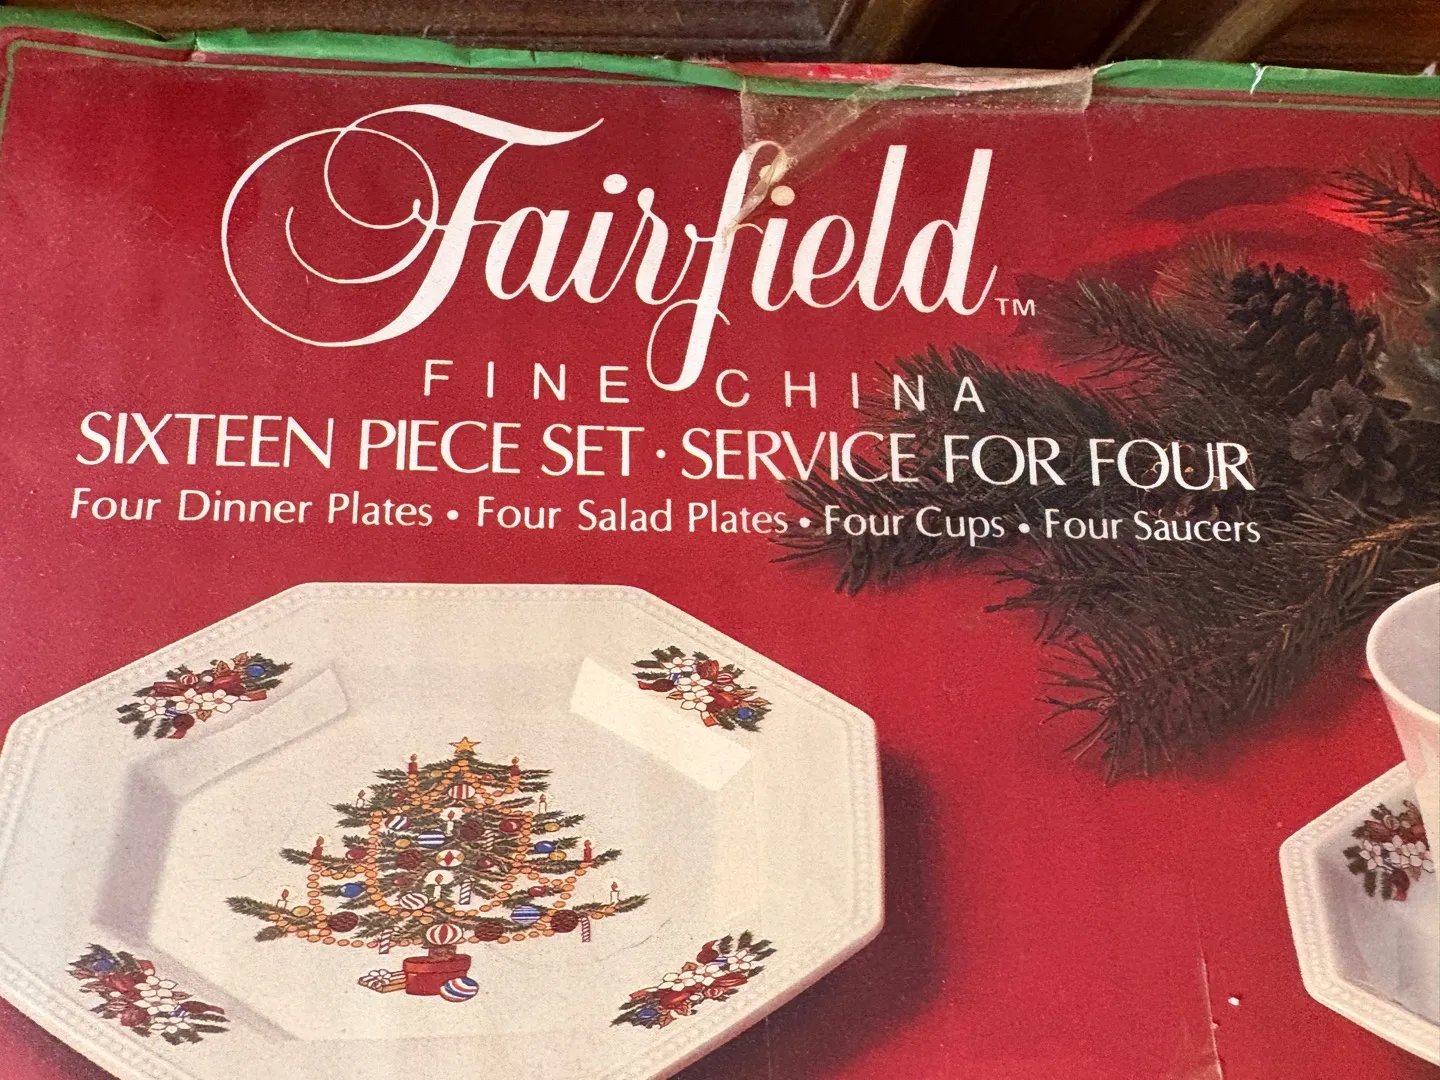 Fairfield™
FINE CHINA
SIXTEEN PIECE SET · SERVICE FOR FOUR
Four Dinner Plates • Four Salad Plates • Four Cups • Four Saucers